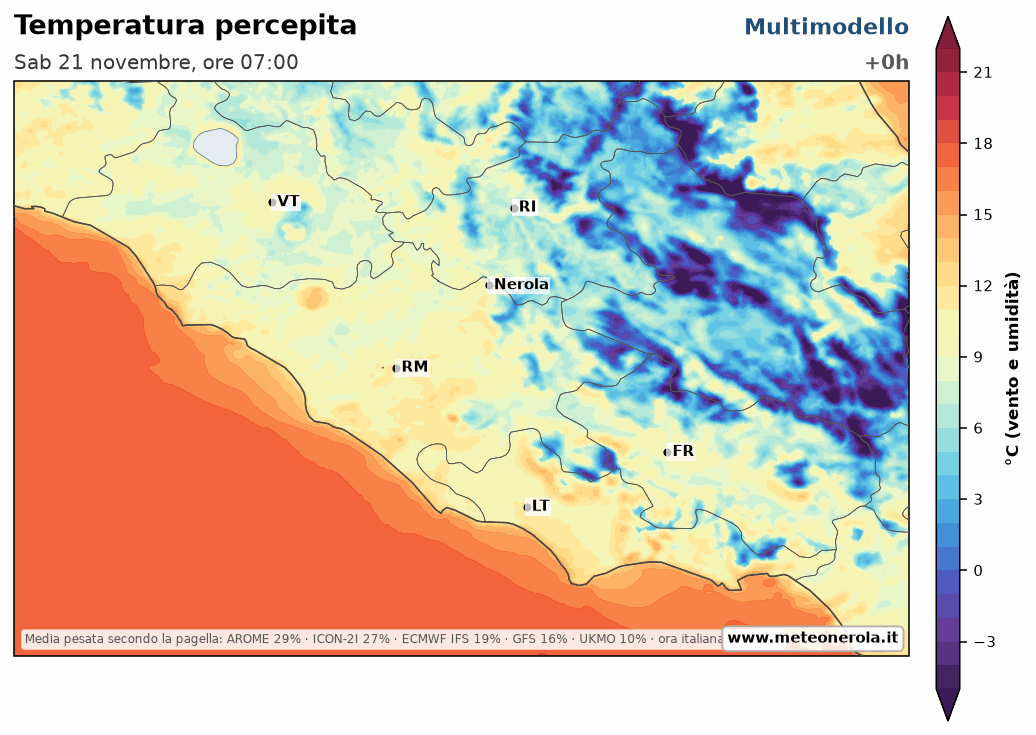 Temperatura percepita
Multimodello
Sab 21 novembre, ore 07:00
+0h
VT
RI
Nerola
RM
FR
LT
21
18
15
12
9
6
3
0
−3
°C (vento e umidità)
Media pesata secondo la pagella: AROME 29% · ICON-2I 27% · ECMWF IFS 19% · GFS 16% · UKMO 10% · ora italiana
www.meteonerola.it